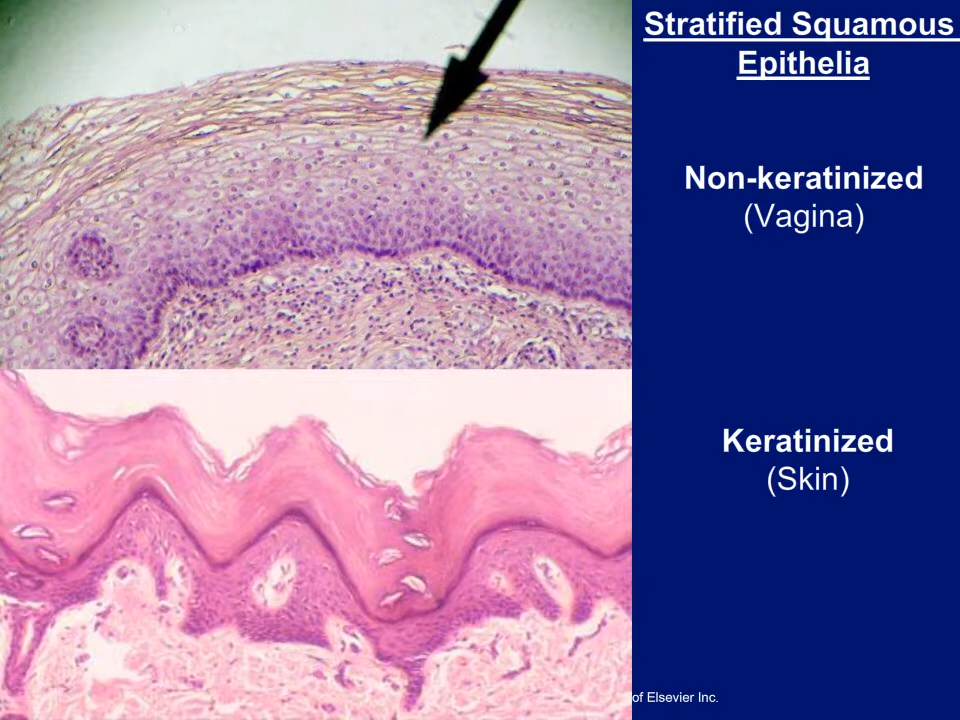 Stratified Squamous
Epithelia
Non-keratinized
(Vagina)
Keratinized
(Skin)
of Elsevier Inc.